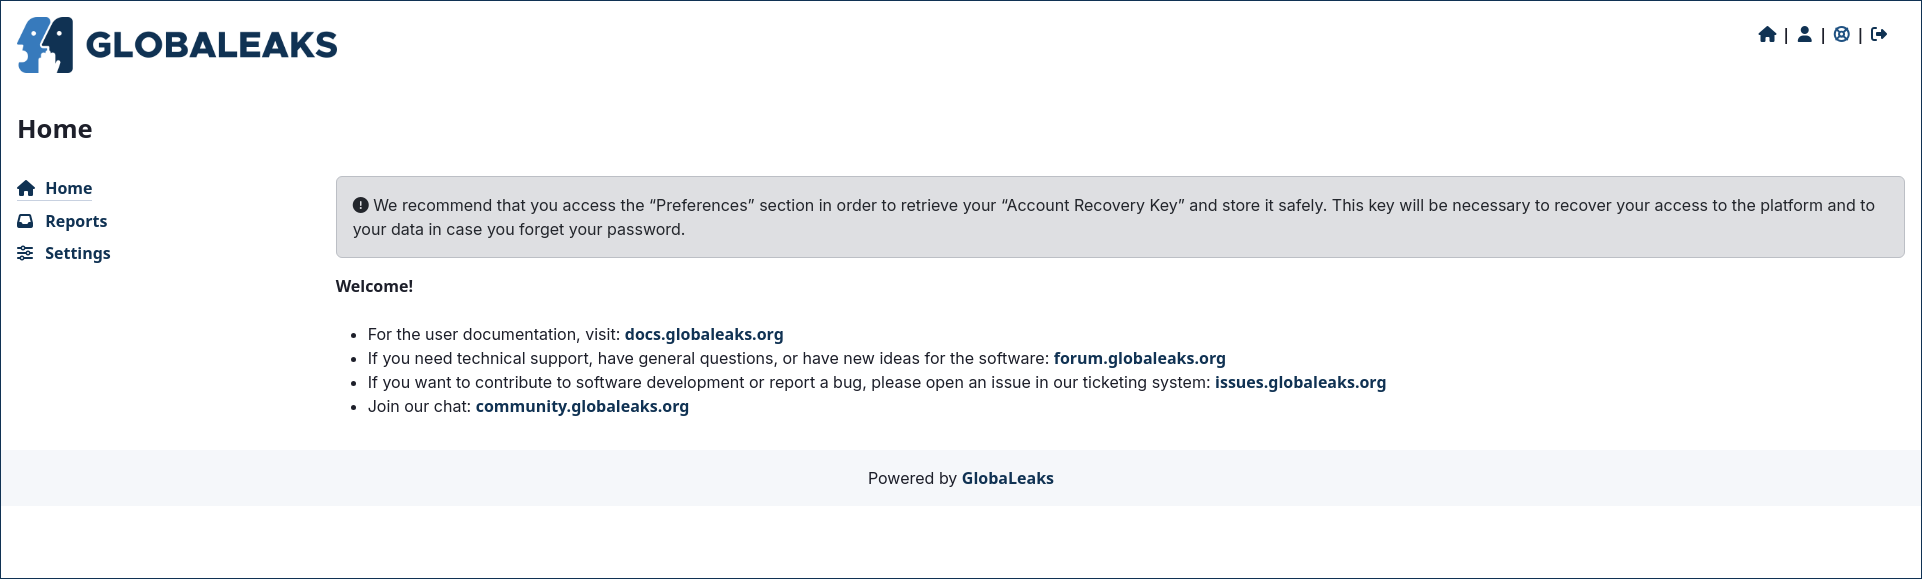 GLOBALEAKS
| | |
Home
Home
Reports
Settings
We recommend that you access the “Preferences” section in order to retrieve your “Account Recovery Key” and store it safely. This key will be necessary to recover your access to the platform and to
your data in case you forget your password.
Welcome!
• For the user documentation, visit: docs.globaleaks.org
• If you need technical support, have general questions, or have new ideas for the software: forum.globaleaks.org
• If you want to contribute to software development or report a bug, please open an issue in our ticketing system: issues.globaleaks.org
• Join our chat: community.globaleaks.org
Powered by GlobaLeaks